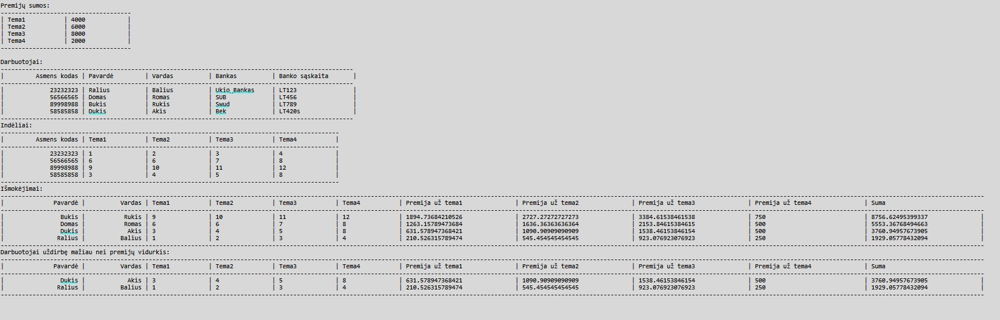 Premijų sumos:
-------------------------------------
| Tema1 | 4000 |
| Tema2 | 6000 |
| Tema3 | 8000 |
| Tema4 | 2000 |
-------------------------------------
Darbuotojai:
----------------------------------------------------------------------------------------------------
| Asmens kodas | Pavardė | Vardas | Bankas | Banko sąskaita |
----------------------------------------------------------------------------------------------------
| 23232323 | Ralius | Balius | Ukio_Bankas | LT123 |
| 56566565 | Domas | Romas | SUB | LT456 |
| 89998988 | Bukis | Rukis | Swud | LT789 |
| 58585858 | Dukis | Akis | Bek | LT420s |
----------------------------------------------------------------------------------------------------
Indėliai:
------------------------------------------------------------------------------------------------
| Asmens kodas | Tema1 | Tema2 | Tema3 | Tema4 |
------------------------------------------------------------------------------------------------
| 23232323 | 1 | 2 | 3 | 4 |
| 56566565 | 6 | 6 | 7 | 8 |
| 89998988 | 9 | 10 | 11 | 12 |
| 58585858 | 3 | 4 | 5 | 8 |
------------------------------------------------------------------------------------------------
Išmokėjimai:
| Pavardė | Vardas | Tema1 | Tema2 | Tema3 | Tema4 | Premija už tema1 | Premija už tema2 | Premija už tema3 | Premija už tema4 | Suma
| Bukis | Rukis | 9 | 10 | 11 | 12 | 1894.73684210526 | 2727.27272727273 | 3384.61538461538 | 750 | 8756.62495399337 |
| Domas | Romas | 6 | 6 | 7 | 8 | 1263.15789473684 | 1636.36363636364 | 2153.84615384615 | 500 | 5553.36768494663 |
| Dukis | Akis | 3 | 4 | 5 | 8 | 631.578947368421 | 1090.90909090909 | 1538.46153846154 | 500 | 3760.94957673905 |
| Ralius | Balius | 1 | 2 | 3 | 4 | 210.526315789474 | 545.454545454545 | 923.076923076923 | 250 | 1929.05778432094 |
Darbuotojai uždirbę mažiau nei premijų vidurkis:
| Pavardė | Vardas | Tema1 | Tema2 | Tema3 | Tema4 | Premija už tema1 | Premija už tema2 | Premija už tema3 | Premija už tema4 | Suma
| Dukis | Akis | 3 | 4 | 5 | 8 | 631.578947368421 | 1090.90909090909 | 1538.46153846154 | 500 | 3760.94957673905 |
| Ralius | Balius | 1 | 2 | 3 | 4 | 210.526315789474 | 545.454545454545 | 923.076923076923 | 250 | 1929.05778432094 |